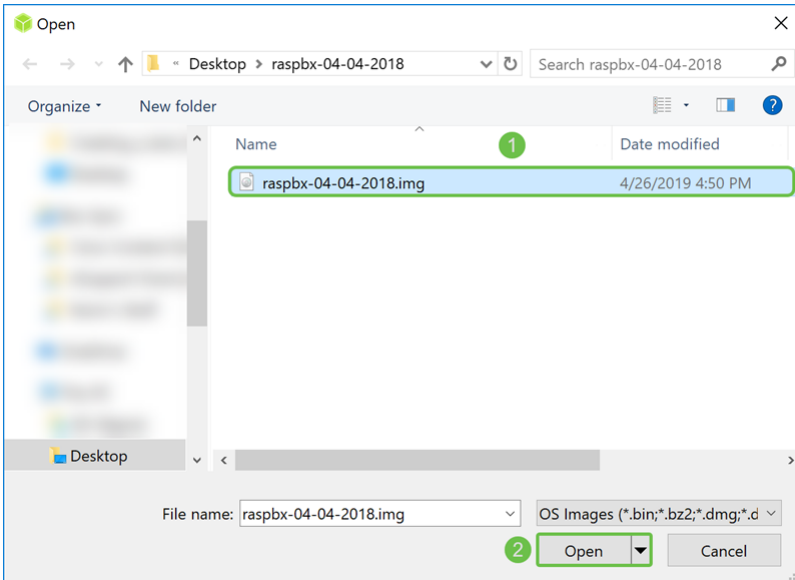 Open
« Desktop > raspbx-04-04-2018
Search raspbx-04-04-2018
Organize
New folder
Name
1
Date modified
raspbx-04-04-2018.img
4/26/2019 4:50 PM
Desktop
File name:
raspbx-04-04-2018.img
OS Images (*.bin;*.bz2;*.dmg;*.d
2
Open
Cancel